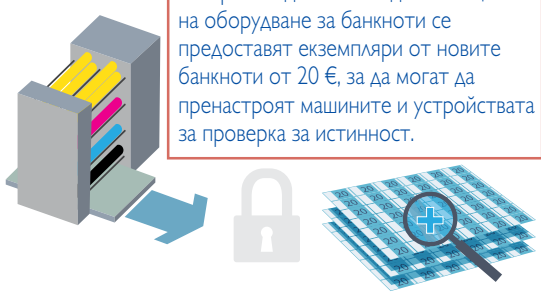 на оборудване за банкноти се
предоставят екземпляри от новите
банкноти от 20 €, за да могат да
пренастроят машините и устройствата
за проверка за истинност.